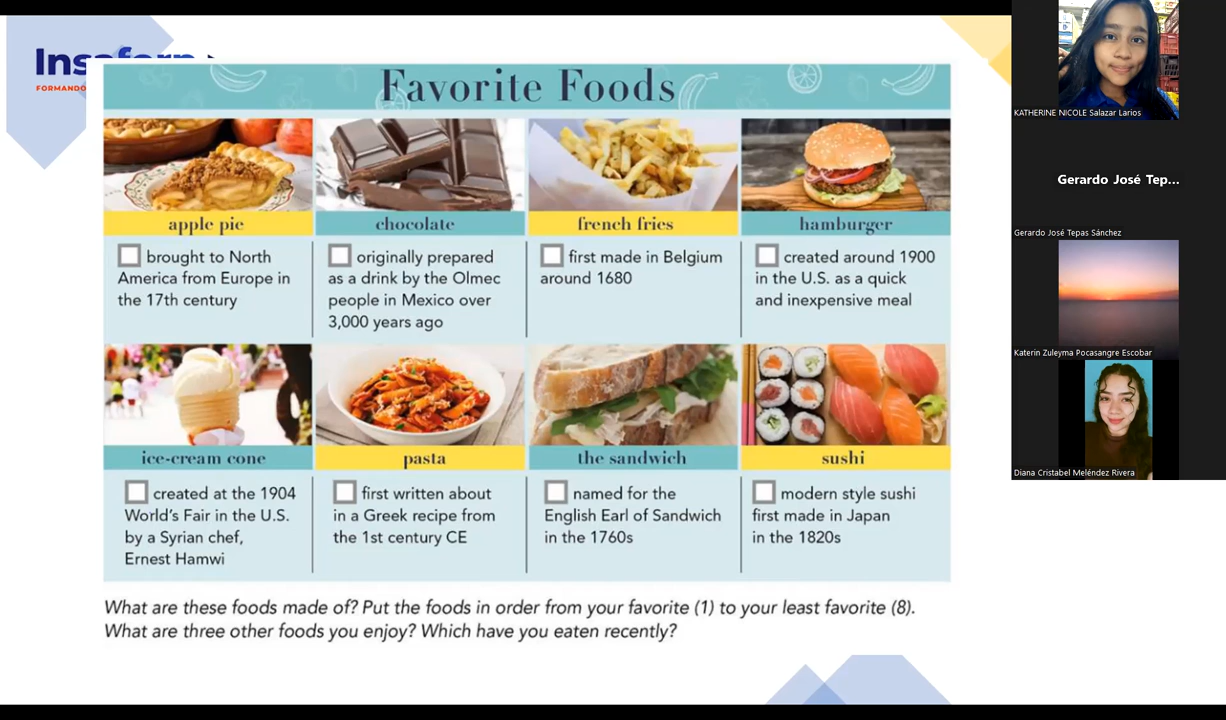 FORMANDO
Favorite Foods
apple pie
chocolate
french fries
hamburger
brought to North
America from Europe in
the 17th century
originally prepared
as a drink by the Olmec
people in Mexico over
3,000 years ago
first made in Belgium
around 1680
created around 1900
in the U.S. as a quick
and inexpensive meal
ice-cream cone
pasta
the sandwich
sushi
created at the 1904
World's Fair in the U.S.
by a Syrian chef,
Ernest Hamwi
first written about
in a Greek recipe from
the 1st century CE
named for the
English Earl of Sandwich
in the 1760s
modern style sushi
first made in Japan
in the 1820s
What are these foods made of? Put the foods in order from your favorite (1) to your least favorite (8).
What are three other foods you enjoy? Which have you eaten recently?
KATHERINE NICOLE Salazar Larios
Gerardo José Tep...
Gerardo José Tepas Sánchez
Katerin Zuleyma Pocasangre Escobar
Diana Cristabel Meléndez Rivera